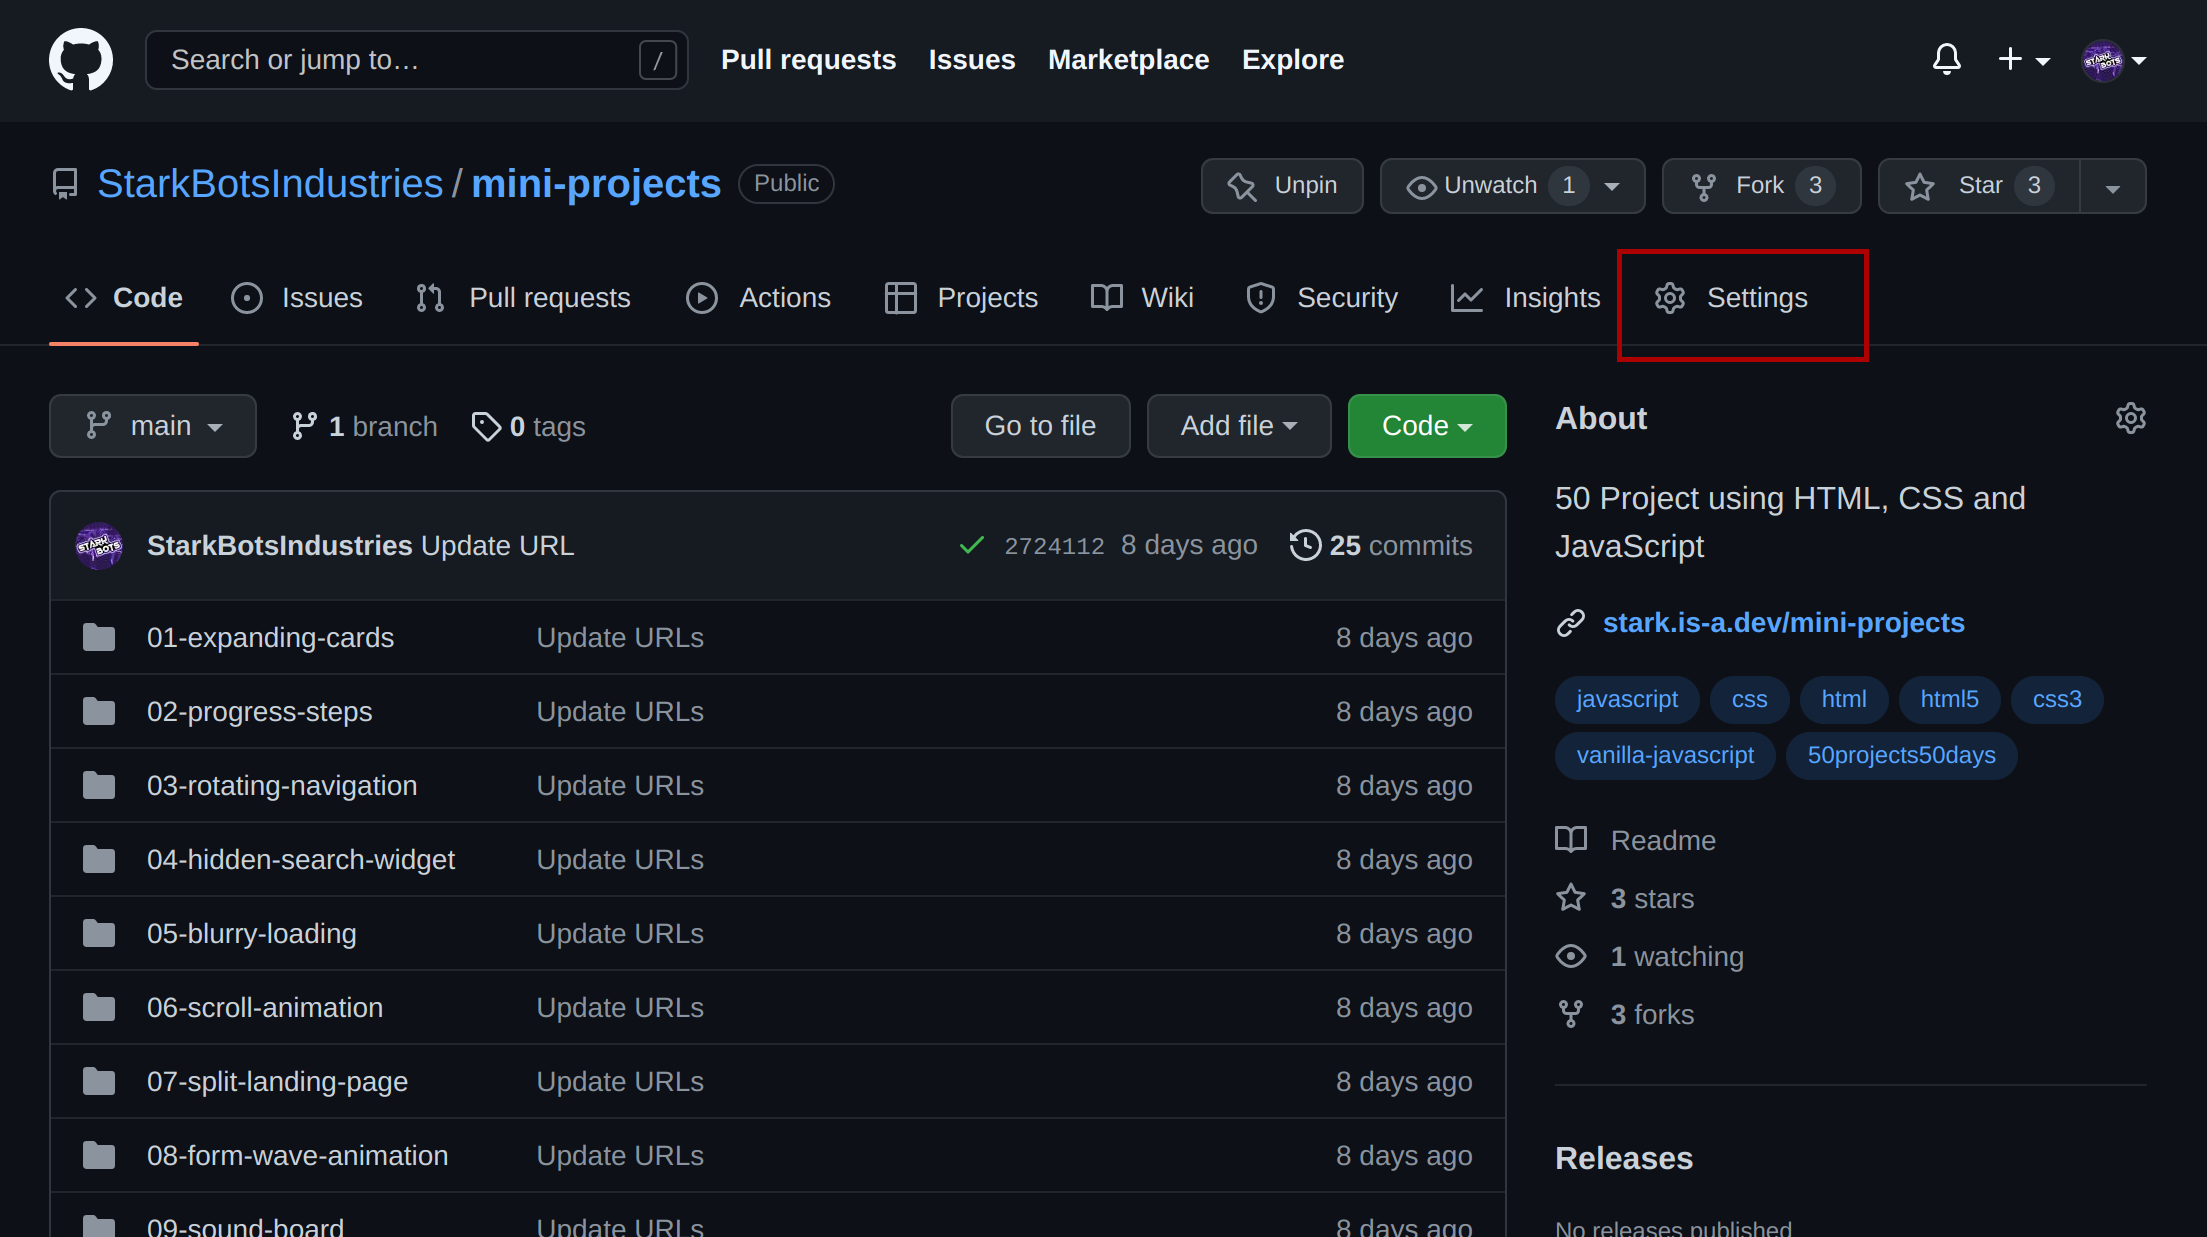 Search or jump to… /
Pull requests Issues Marketplace Explore
StarkBotsIndustries / mini-projects Public
Unpin Unwatch 1 Fork 3 Star 3
Code Issues Pull requests Actions Projects Wiki Security Insights Settings
main 1 branch 0 tags Go to file Add file Code
StarkBotsIndustries Update URL 2724112 8 days ago 25 commits
01-expanding-cards Update URLs 8 days ago
02-progress-steps Update URLs 8 days ago
03-rotating-navigation Update URLs 8 days ago
04-hidden-search-widget Update URLs 8 days ago
05-blurry-loading Update URLs 8 days ago
06-scroll-animation Update URLs 8 days ago
07-split-landing-page Update URLs 8 days ago
08-form-wave-animation Update URLs 8 days ago
09-sound-board Update URLs 8 days ago
About
50 Project using HTML, CSS and
JavaScript
stark.is-a.dev/mini-projects
javascript css html html5 css3
vanilla-javascript 50projects50days
Readme
3 stars
1 watching
3 forks
Releases
No releases published
STARK
BOTS
STARK
BOTS